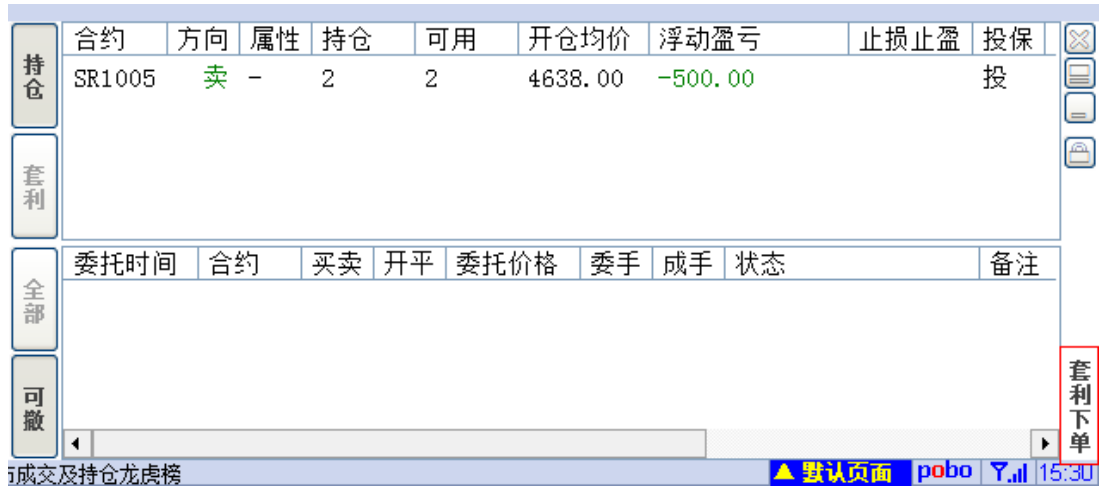 合约 方向 属性 持仓 可用 开仓均价 浮动盈亏 止损止盈 投保
SR1005 卖 - 2 2 4638.00 -500.00 投
持仓
套利
委托时间 合约 买卖 开平 委托价格 委手 成手 状态 备注
全部
可撤
套利下单
成交及持仓龙虎榜 默认页面 pobo 15:30